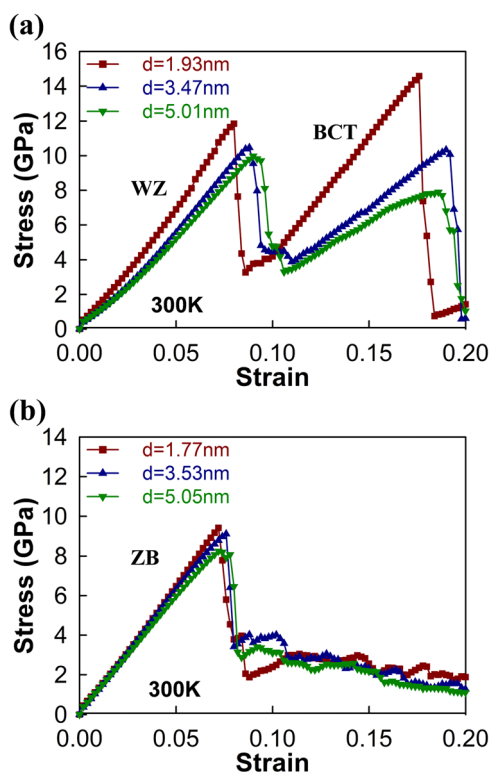 (a)
16
14
12
10
8
6
4
2
0
Stress (GPa)
d=1.93nm
d=3.47nm
d=5.01nm
WZ
BCT
300K
0.00 0.05 0.10 0.15 0.20
Strain
(b)
14
12
10
8
6
4
2
0
Stress (GPa)
d=1.77nm
d=3.53nm
d=5.05nm
ZB
300K
0.00 0.05 0.10 0.15 0.20
Strain